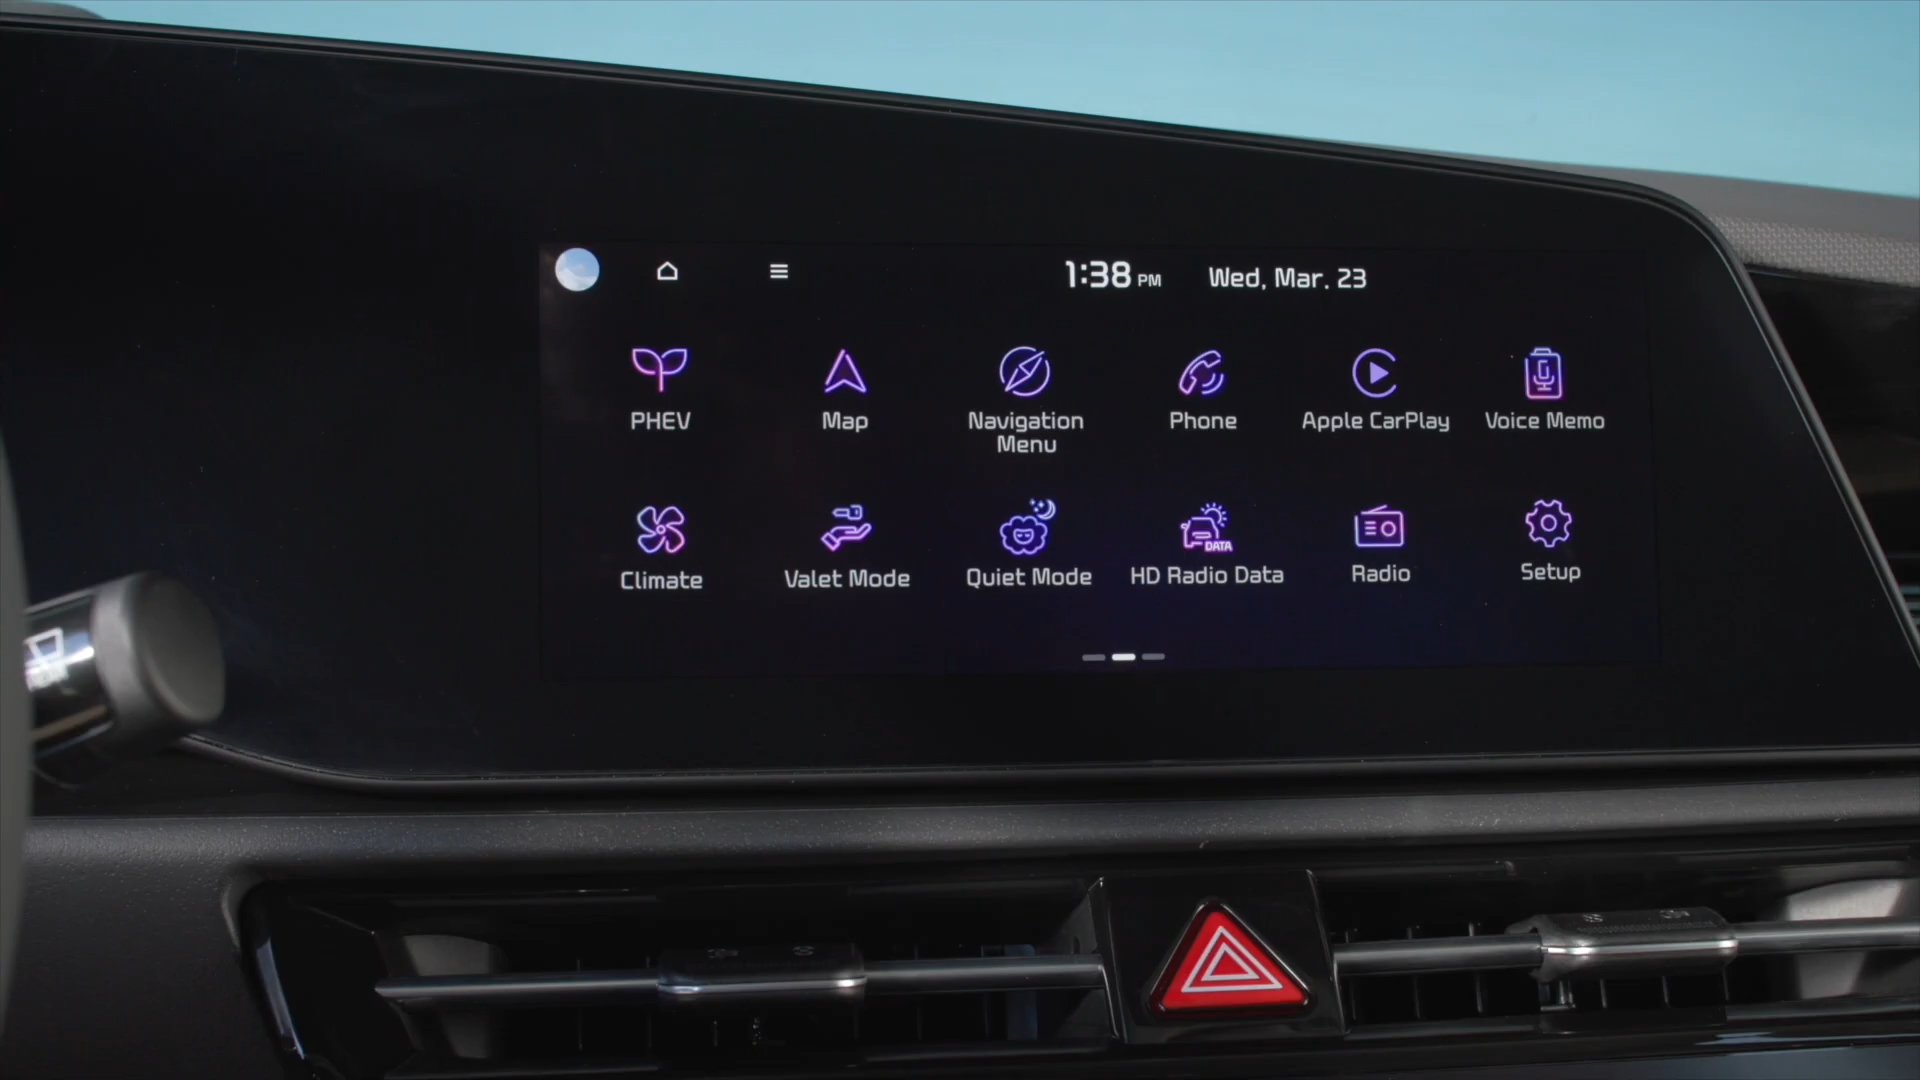 1:38 PM Wed, Mar. 23
PHEV Map Navigation Menu Phone Apple CarPlay Voice Memo
DATA
Climate Valet Mode Quiet Mode HD Radio Data Radio Setup